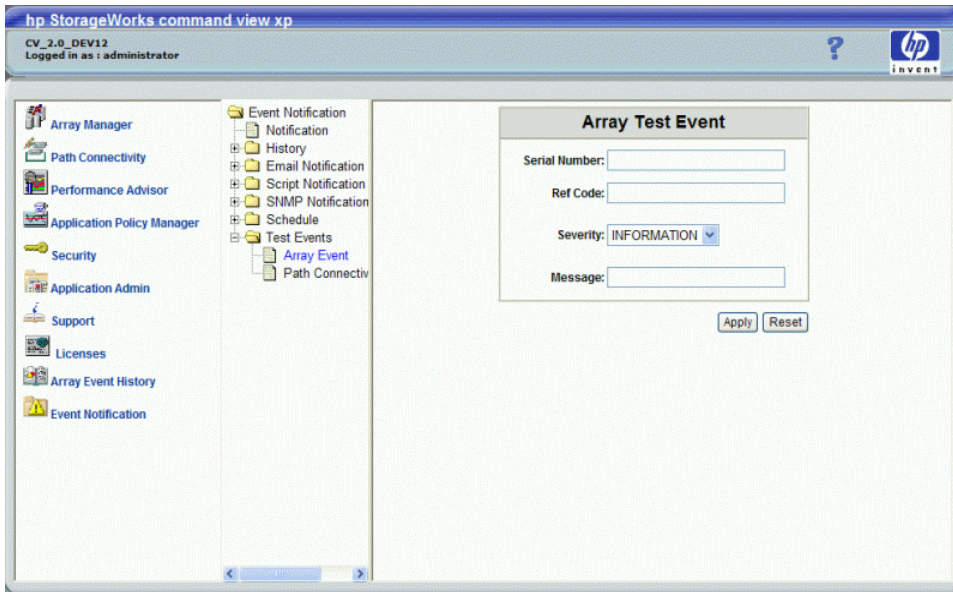 hp StorageWorks command view xp
CV_2.0_DEV12
Logged in as : administrator
?
hp
invent
Array Manager
Path Connectivity
Performance Advisor
Application Policy Manager
Security
Application Admin
Support
Licenses
Array Event History
Event Notification
Event Notification
Notification
History
Email Notification
Script Notification
SNMP Notification
Schedule
Test Events
Array Event
Path Connectiv
Array Test Event
Serial Number:
Ref Code:
Severity: INFORMATION
Message:
Apply Reset